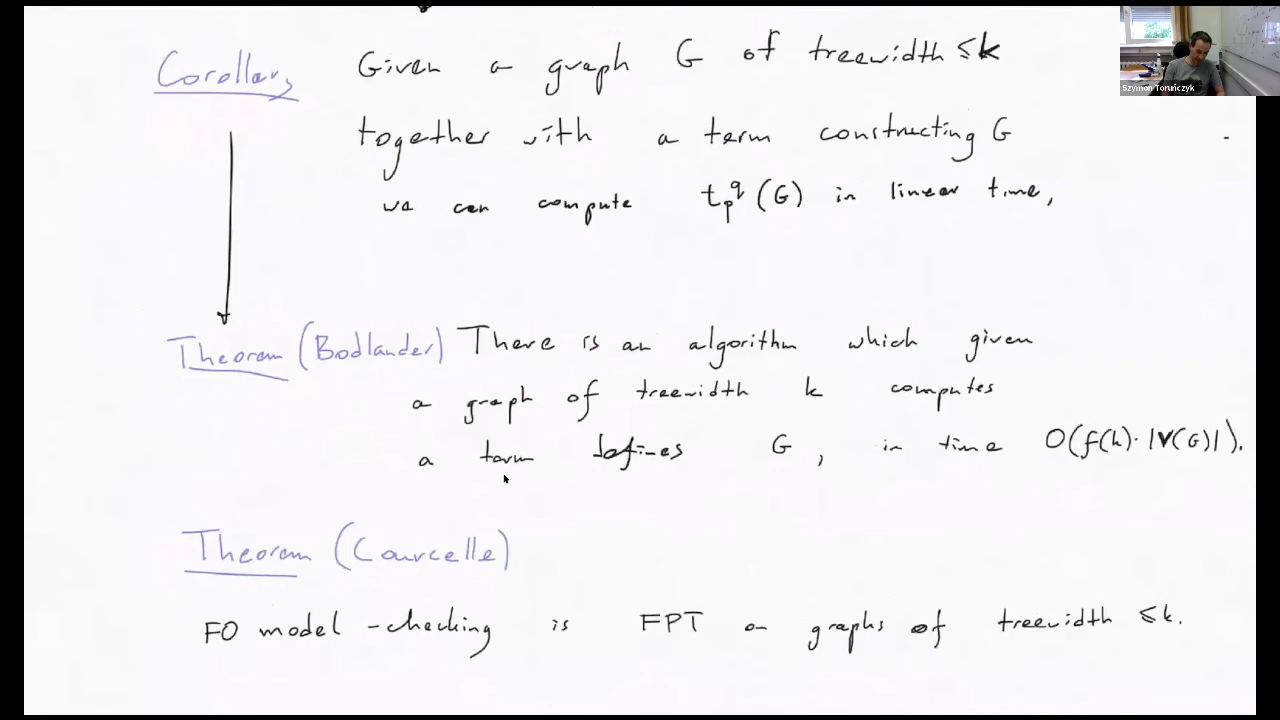 Corollary Given a graph G of treewidth ≤k
together with a term constructing G
we can compute tp^q (G) in linear time,
Szymon Toruńczyk
Theorem (Bodlander) There is an algorithm which given
a graph of treewidth k computes
a term defines G, in time O(f(k)·|V(G)|).
Theorem (Courcelle)
FO model-checking is FPT on graphs of treewidth ≤k.